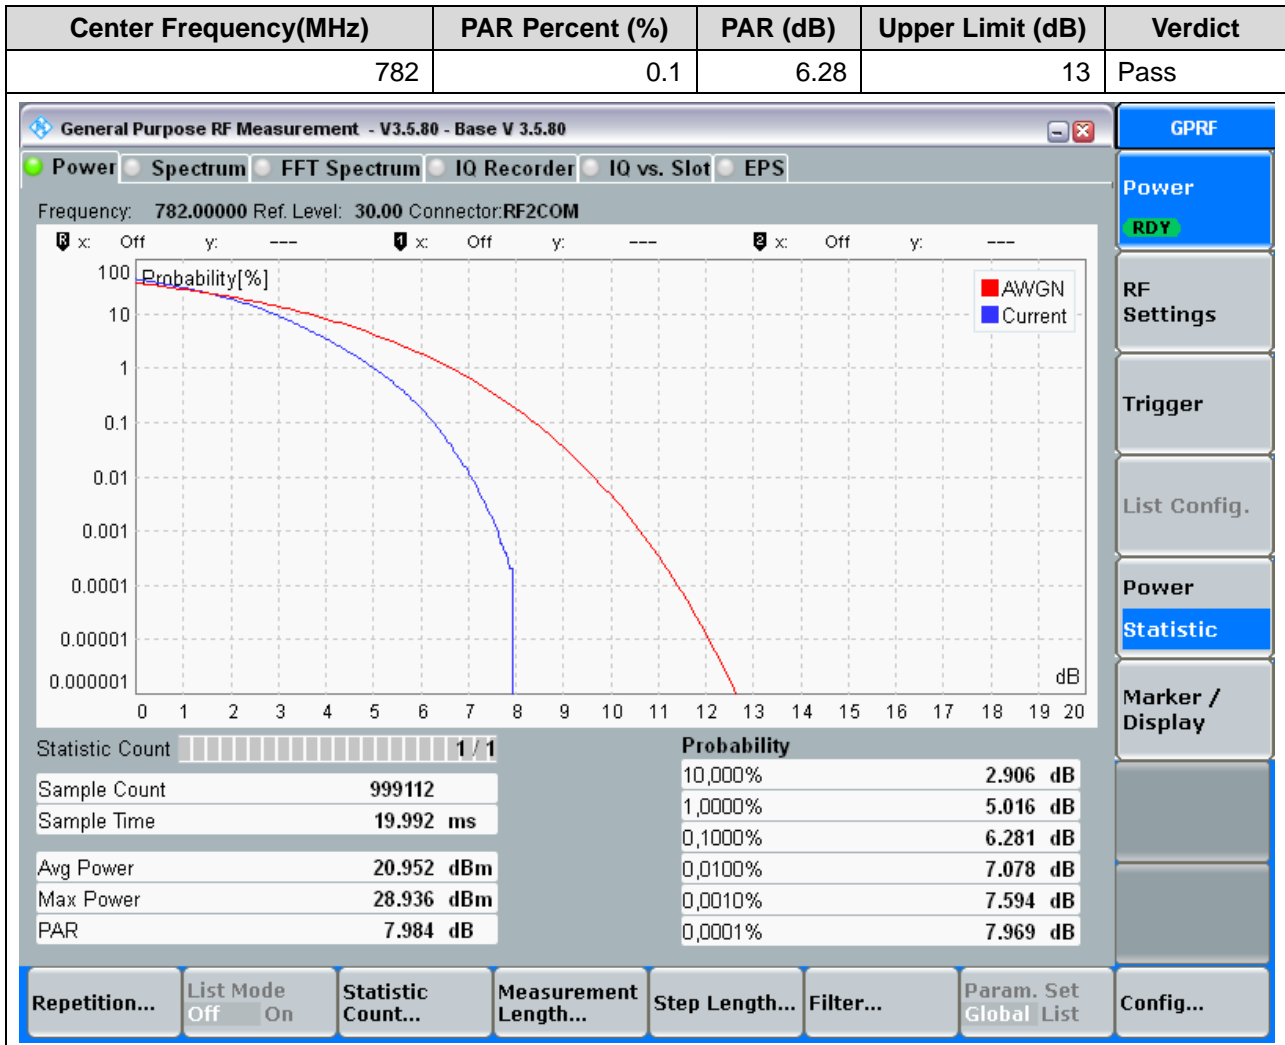 Center Frequency(MHz) PAR Percent (%) PAR (dB) Upper Limit (dB) Verdict
782 0.1 6.28 13 Pass
General Purpose RF Measurement - V3.5.80 - Base V 3.5.80
GPRF
Power Spectrum FFT Spectrum IQ Recorder IQ vs. Slot EPS
Frequency: 782.00000 Ref. Level: 30.00 Connector:RF2COM
R x: Off y: --- 1 x: Off y: --- 2 x: Off y: ---
Probability[%]
AWGN
Current
100
10
1
0.1
0.01
0.001
0.0001
0.00001
0.000001
dB
0 1 2 3 4 5 6 7 8 9 10 11 12 13 14 15 16 17 18 19 20
Statistic Count 1 / 1
Sample Count 999112
Sample Time 19.992 ms
Avg Power 20.952 dBm
Max Power 28.936 dBm
PAR 7.984 dB
Probability
10,000% 2.906 dB
1,0000% 5.016 dB
0,1000% 6.281 dB
0,0100% 7.078 dB
0,0010% 7.594 dB
0,0001% 7.969 dB
Power
RDY
RF
Settings
Trigger
List Config.
Power
Statistic
Marker /
Display
Repetition...
List Mode
Off On
Statistic
Count...
Measurement
Length...
Step Length...
Filter...
Param. Set
Global List
Config...